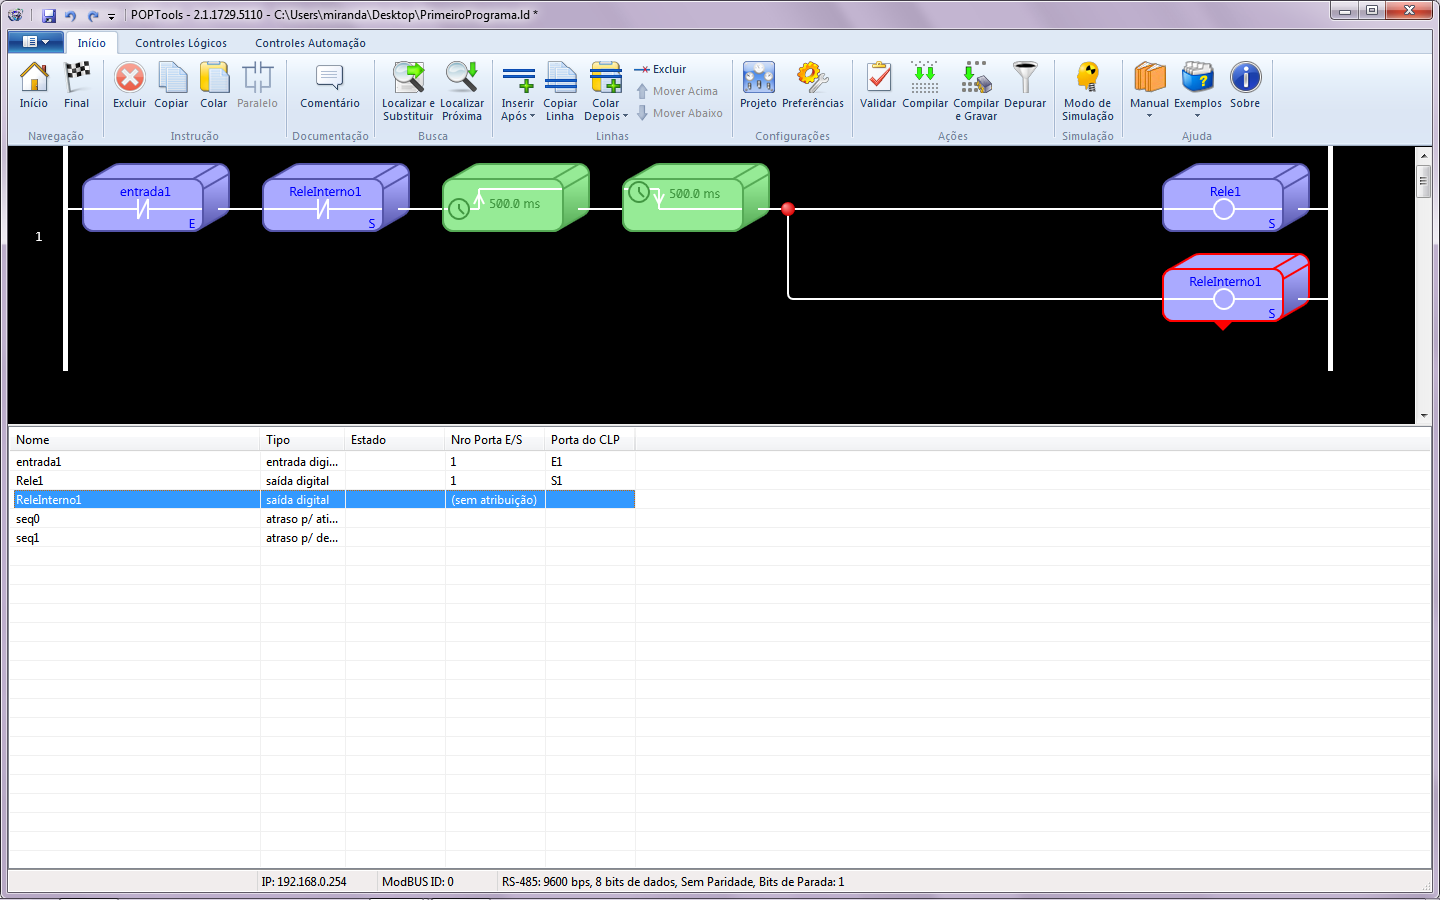 POPTools - 2.1.1729.5110 - C:\Users\miranda\Desktop\PrimeiroPrograma.ld *
Início Controles Lógicos Controles Automação
Início Final Excluir Copiar Colar Paralelo Comentário Localizar e Substituir Localizar Próxima Inserir Após Copiar Linha Colar Depois Excluir Mover Acima Mover Abaixo Projeto Preferências Validar Compilar Compilar e Gravar Depurar Modo de Simulação Manual Exemplos Sobre
Navegação Instrução Documentação Busca Linhas Configurações Ações Simulação Ajuda
entrada1 ReleInterno1 500.0 ms 500.0 ms Rele1
E S S
1
ReleInterno1
S
Nome Tipo Estado Nro Porta E/S Porta do CLP
entrada1 entrada digi... 1 E1
Rele1 saída digital 1 S1
ReleInterno1 saída digital (sem atribuição)
seq0 atraso p/ ati...
seq1 atraso p/ de...
IP: 192.168.0.254 ModBUS ID: 0 RS-485: 9600 bps, 8 bits de dados, Sem Paridade, Bits de Parada: 1